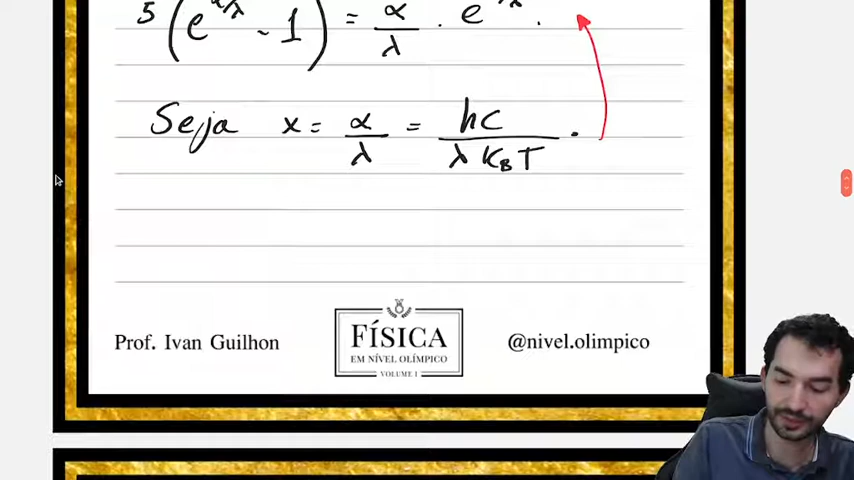 5 (e^{α/λ} - 1) = α/λ · e^{α/λ} .
Seja x = α/λ = hc/(λ K_B T) .
Prof. Ivan Guilhon
FÍSICA
EM NÍVEL OLÍMPICO
VOLUME 1
@nivel.olimpico